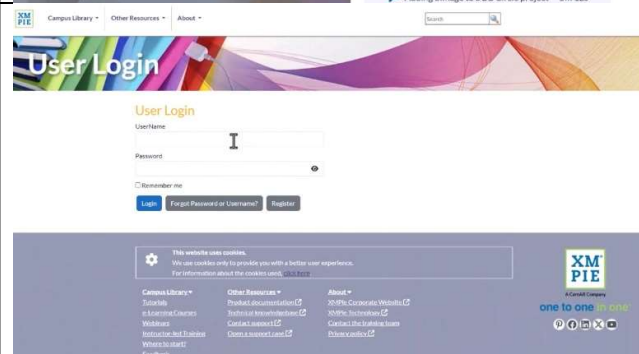 XM
PIE
Campus Library
Other Resources
About
Search
User Login
User Login
UserName
Password
Remember me
Login
Forgot Password or Username?
Register
This website uses cookies.
We use cookies only to provide you with a better user experience.
For information about the cookies used, click here
Campus Library
Tutorials
e-Learning Courses
Webinars
Instructor-led Training
Where to start?
Feedback
Other Resources
Product documentation
Technical knowledgebase
Contact support
Open a support case
About
XMPie Corporate Website
XMPie Technology
Contact the training team
Privacy policy
XM
PIE
one to one in one